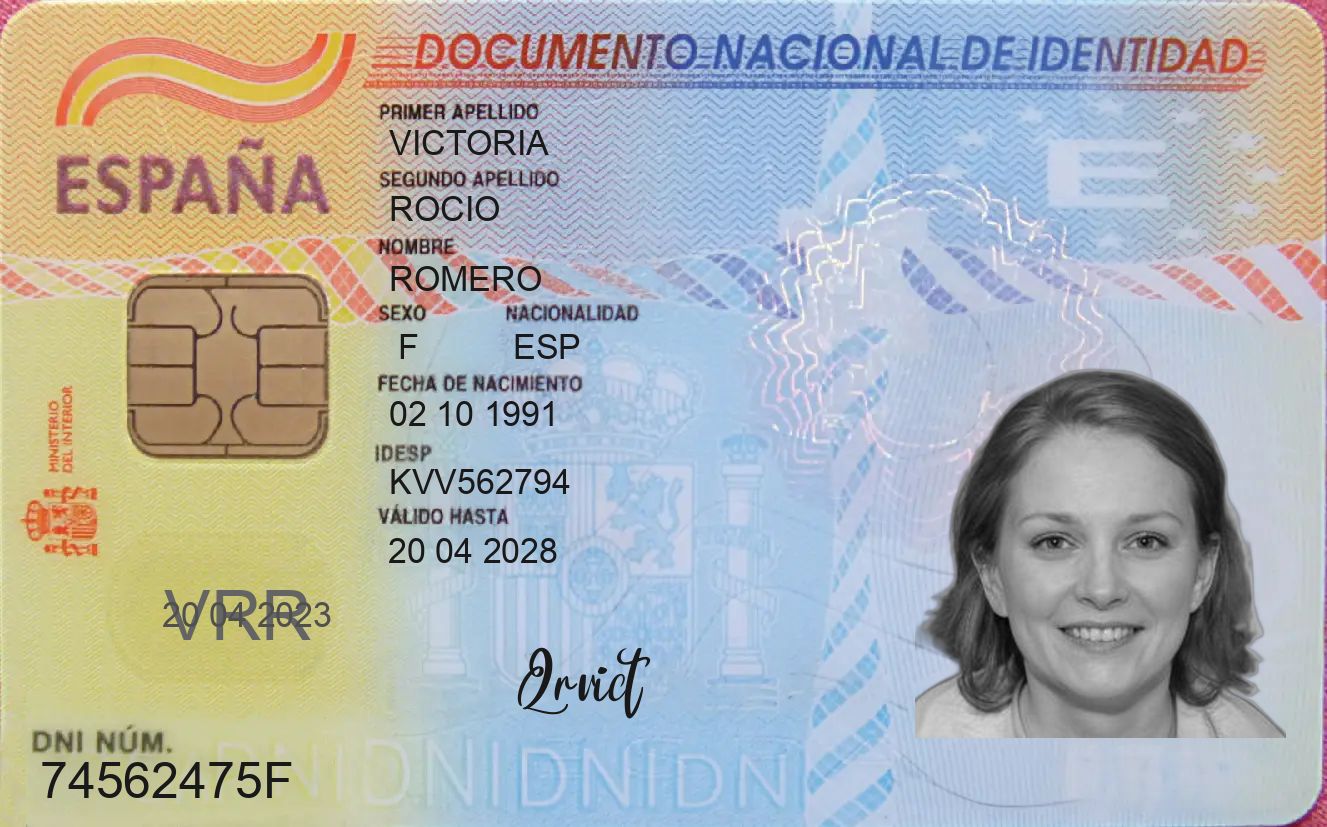 DOCUMENTO NACIONAL DE IDENTIDAD
ESPAÑA
PRIMER APELLIDO
VICTORIA
SEGUNDO APELLIDO
ROCIO
NOMBRE
ROMERO
SEXO NACIONALIDAD
F ESP
FECHA DE NACIMIENTO
02 10 1991
IDESP
KVV562794
VÁLIDO HASTA
20 04 2028
MINISTERIO
DEL INTERIOR
VRR
20 04 2023
Qrvict
DNI NÚM.
74562475F
DNIDNIDNIDNI
E